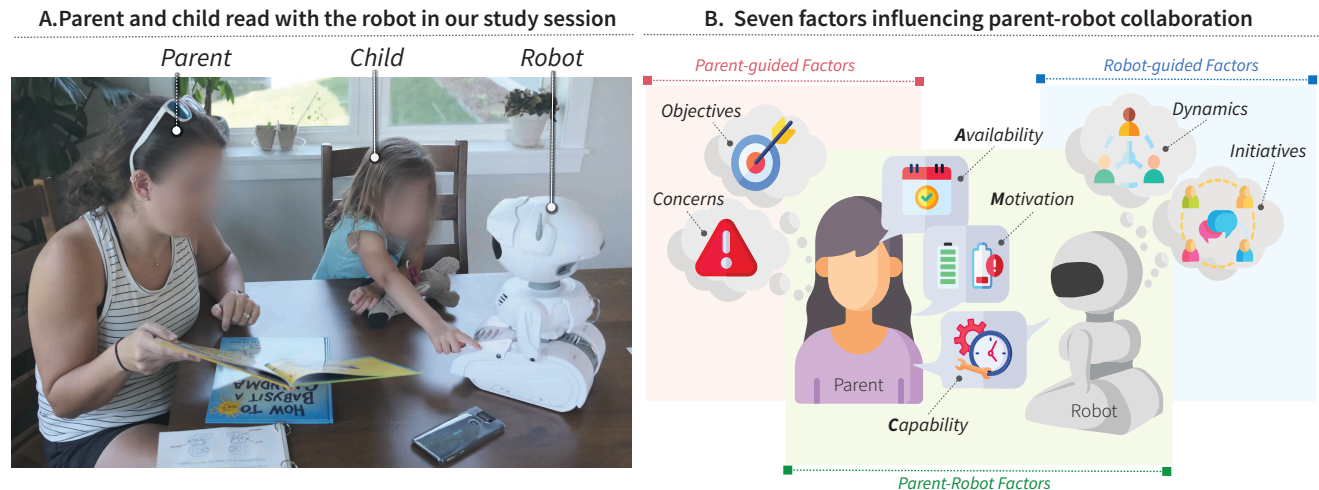 A.Parent and child read with the robot in our study session
Parent
Child
Robot
HOW TO
BABYSIT A
GRANDMA
B. Seven factors influencing parent-robot collaboration
Parent-guided Factors
Robot-guided Factors
Objectives
Concerns
Availability
Motivation
Capability
Dynamics
Initiatives
Parent
Robot
Parent-Robot Factors